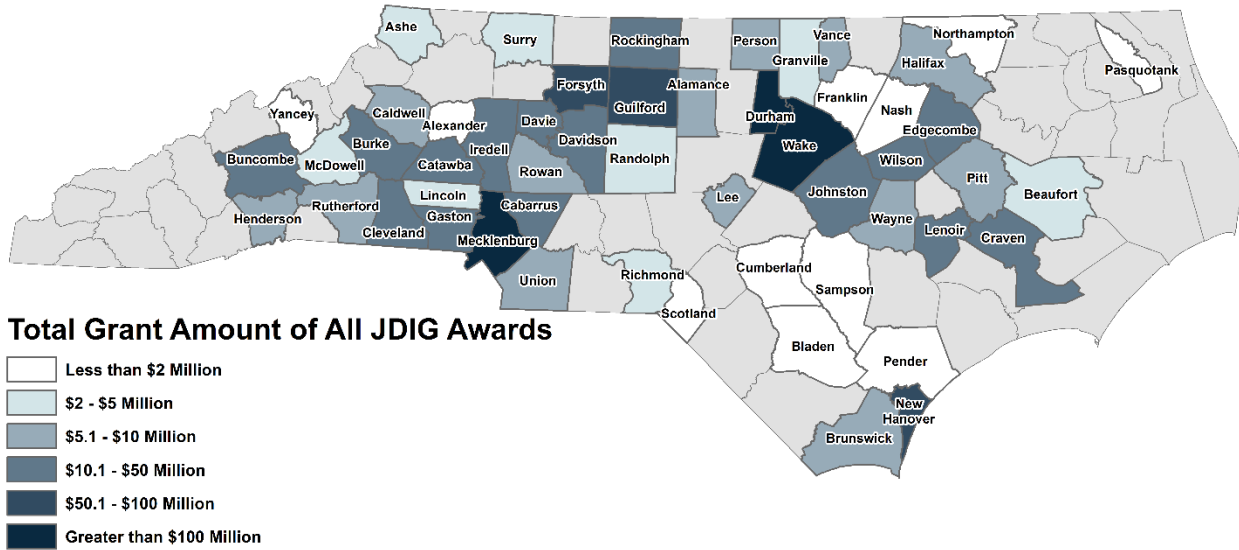 Ashe
Surry
Rockingham
Person
Vance
Granville
Northampton
Halifax
Pasquotank
Forsyth
Guilford
Alamance
Durham
Franklin
Nash
Edgecombe
Yancey
Caldwell
Alexander
Davie
Davidson
Wake
Buncombe
McDowell
Burke
Catawba
Iredell
Rowan
Randolph
Wilson
Pitt
Beaufort
Henderson
Rutherford
Lincoln
Gaston
Cleveland
Cabarrus
Mecklenburg
Lee
Johnston
Wayne
Lenoir
Craven
Union
Richmond
Scotland
Cumberland
Sampson
Bladen
Pender
New
Hanover
Brunswick
Total Grant Amount of All JDIG Awards
Less than $2 Million
$2 - $5 Million
$5.1 - $10 Million
$10.1 - $50 Million
$50.1 - $100 Million
Greater than $100 Million